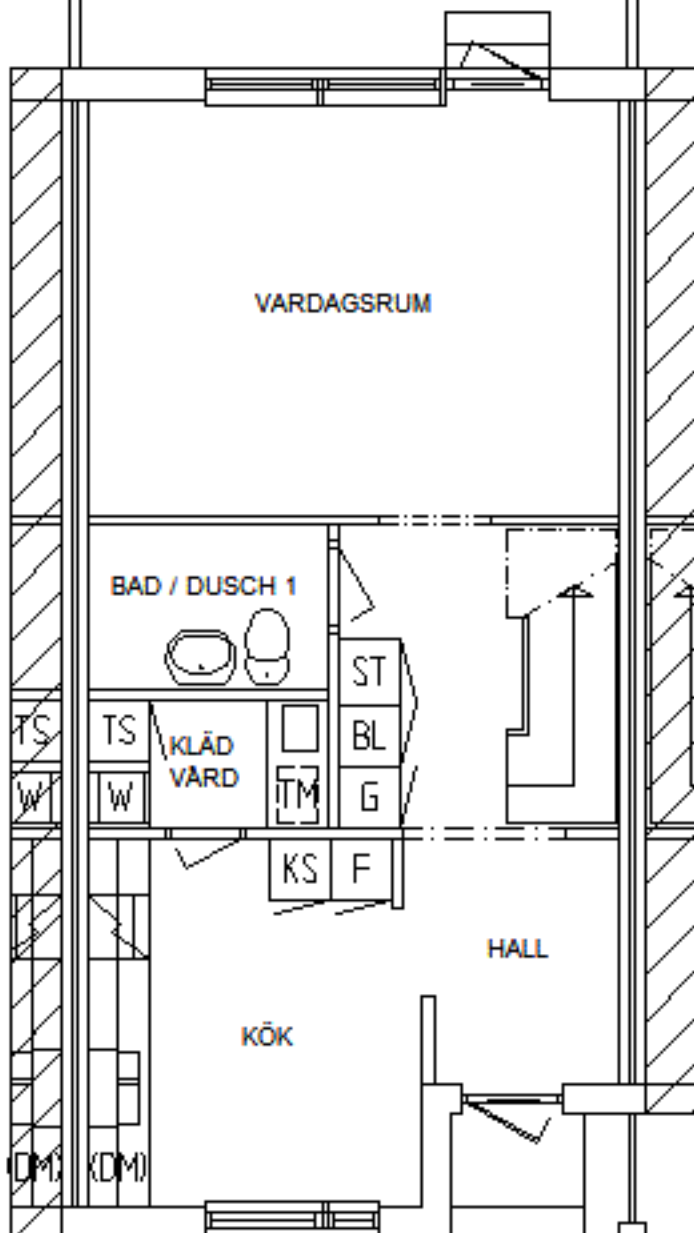 VARDAGSRUM
BAD / DUSCH 1
ST
TS
TS
KLÄD
VÅRD
BL
W
W
TM
G
KS
F
HALL
KÖK
(DM)
(DM)